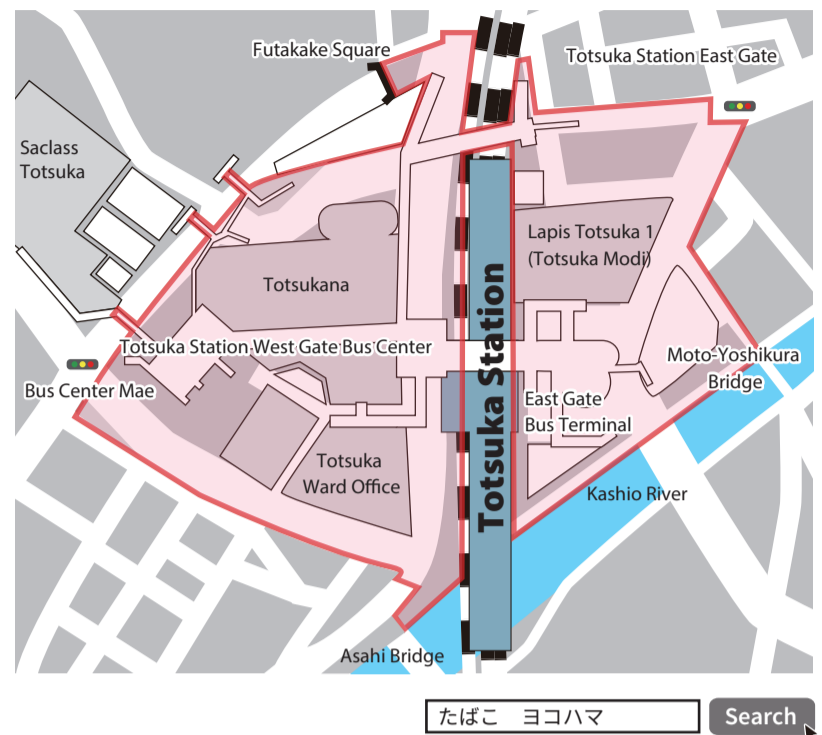 Futakake Square
Totsuka Station East Gate
Saclass
Totsuka
Lapis Totsuka 1
(Totsuka Modi)
Totsukana
Totsuka Station
Totsuka Station West Gate Bus Center
Moto-Yoshikura
Bridge
Bus Center Mae
East Gate
Bus Terminal
Totsuka
Ward Office
Kashio River
Asahi Bridge
たばこ　ヨコハマ
Search